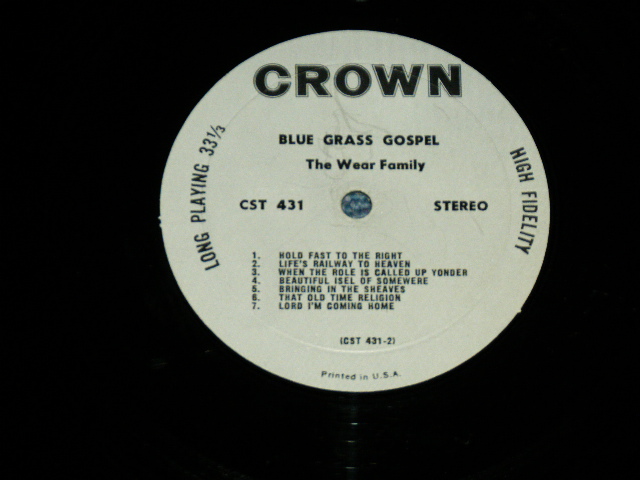 CROWN
BLUE GRASS GOSPEL
The Wear Family
LONG PLAYING 33⅓
HIGH FIDELITY
CST 431
STEREO
1. HOLD FAST TO THE RIGHT
2. LIFE'S RAILWAY TO HEAVEN
3. WHEN THE ROLE IS CALLED UP YONDER
4. BEAUTIFUL ISEL OF SOMEWERE
5. BRINGING IN THE SHEAVES
6. THAT OLD TIME RELIGION
7. LORD I'M COMING HOME
(CST 431-2)
Printed in U.S.A.